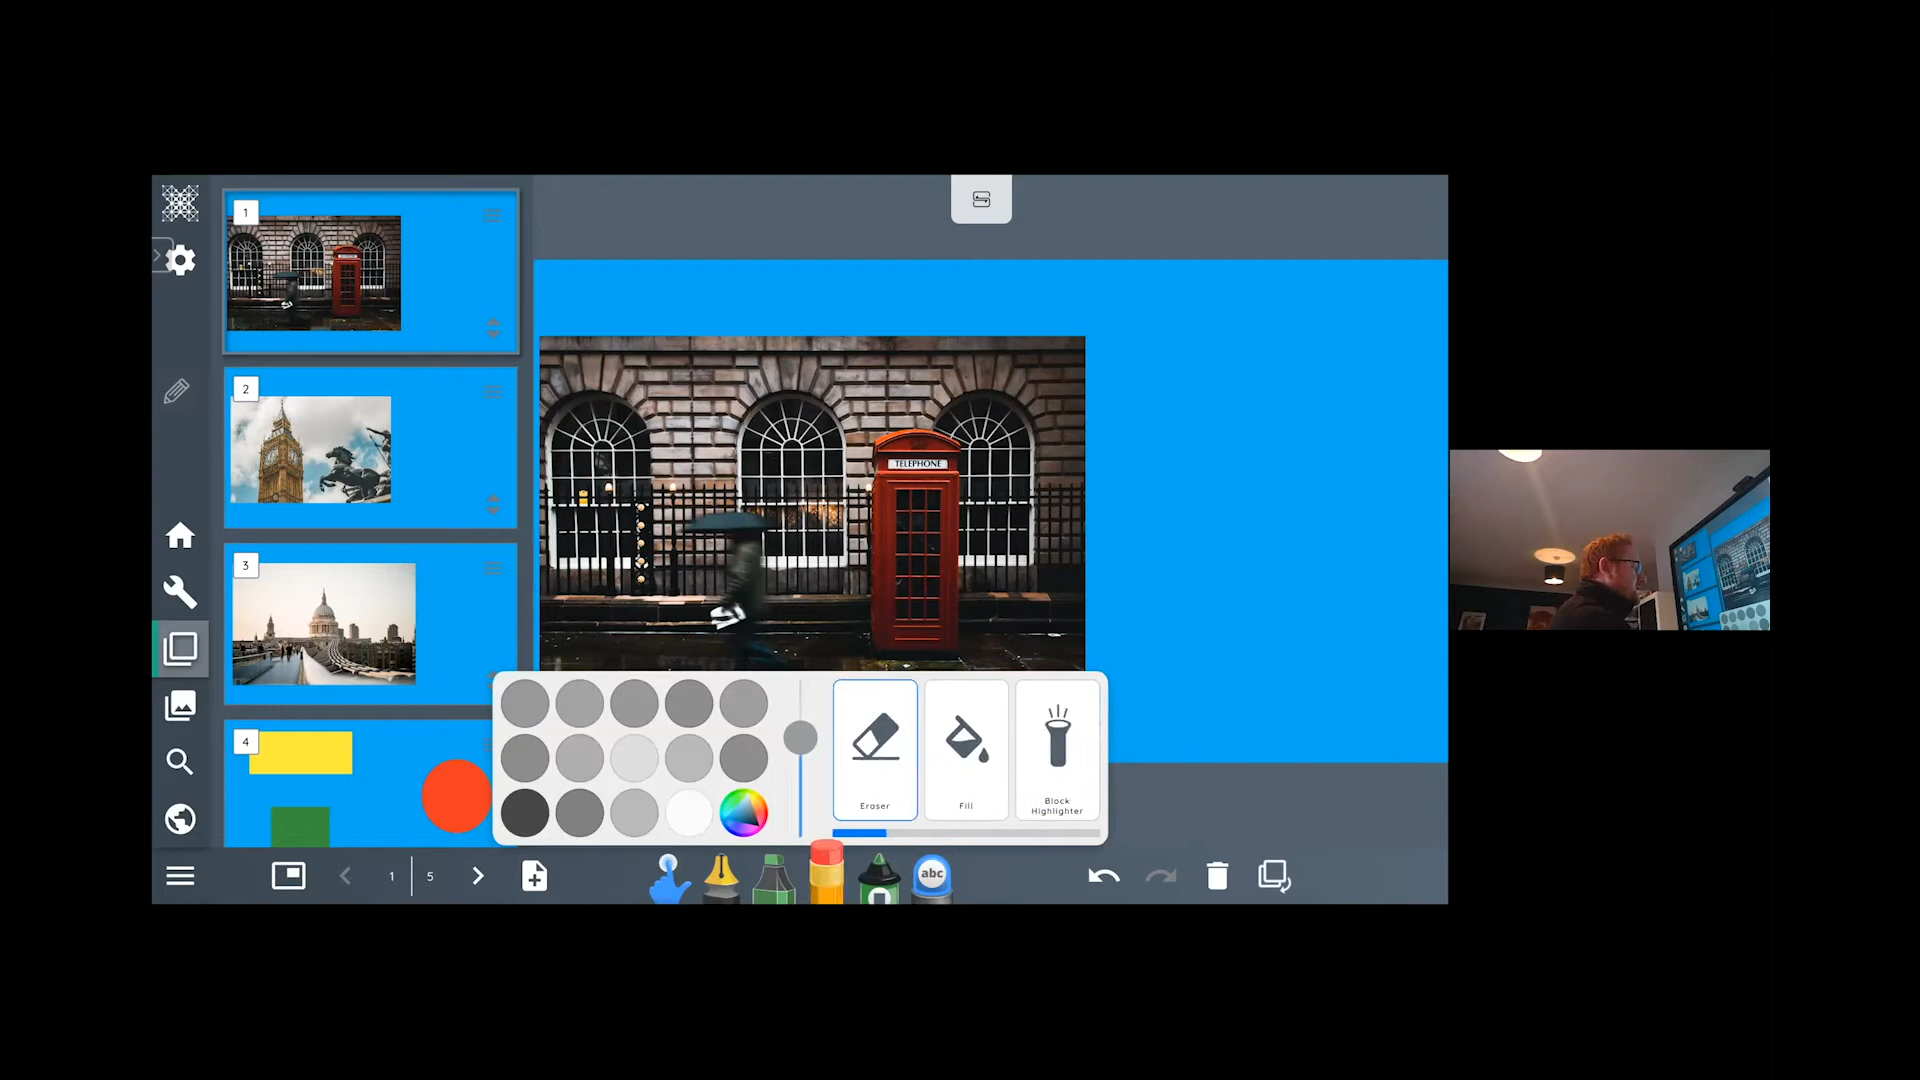 1
2
3
4
TELEPHONE
Eraser
Fill
Block
Highlighter
1
5
abc